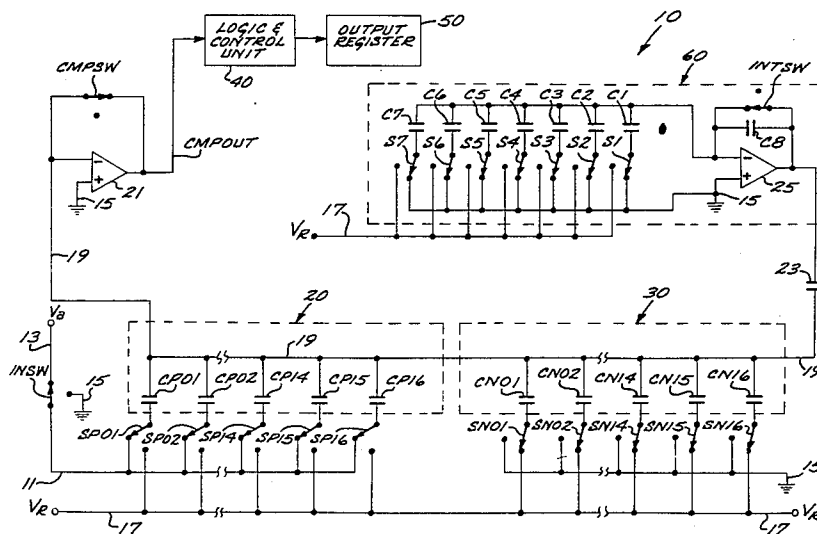 LOGIC & CONTROL UNIT
40
OUTPUT REGISTER
50
10
60
CMPSW
CMPOUT
21
15
19
INTSW
C8
25
15
C7 C6 C5 C4 C3 C2 C1
S7 S6 S5 S4 S3 S2 S1
VR 17
23
20
30
Va
13
INSW
15
19
19
CP01 CP02 CP14 CP15 CP16
CN01 CN02 CN14 CN15 CN16
SP01 SP02 SP14 SP15 SP16
SN01 SN02 SN14 SN15 SN16
11
15
VR 17
17 VR